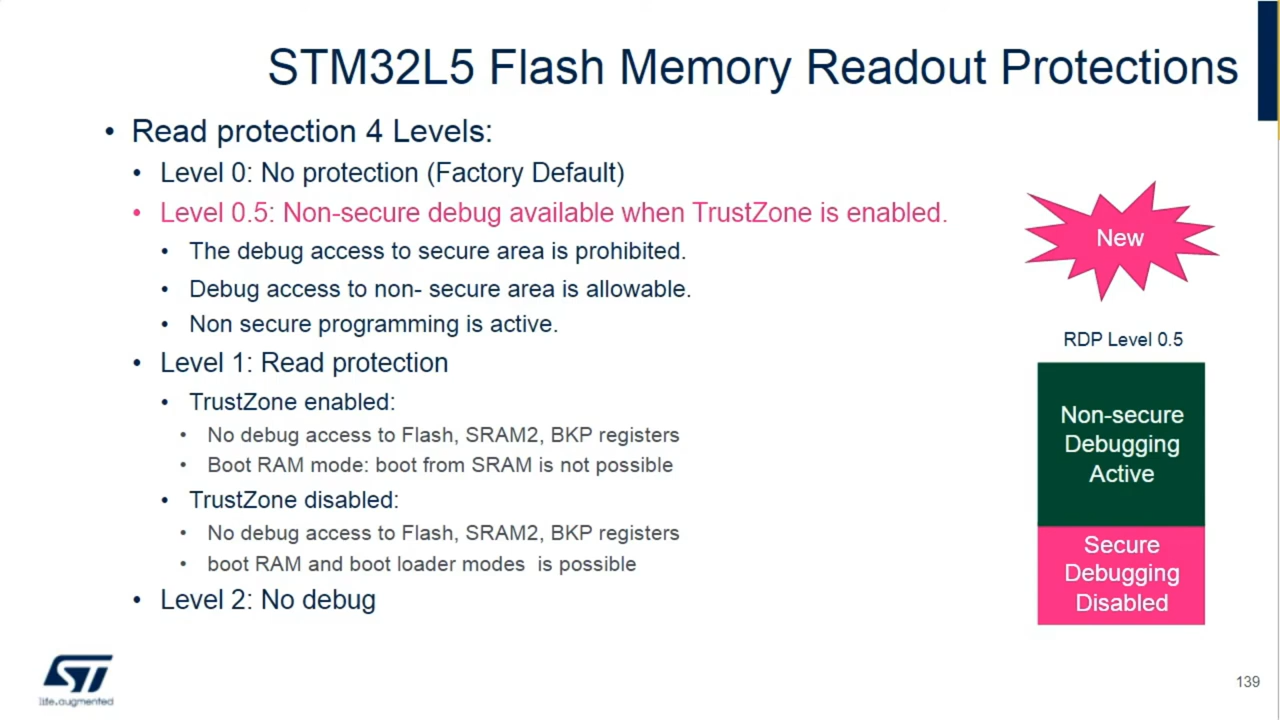 STM32L5 Flash Memory Readout Protections
• Read protection 4 Levels:
• Level 0: No protection (Factory Default)
• Level 0.5: Non-secure debug available when TrustZone is enabled.
• The debug access to secure area is prohibited.
• Debug access to non- secure area is allowable.
• Non secure programming is active.
• Level 1: Read protection
• TrustZone enabled:
• No debug access to Flash, SRAM2, BKP registers
• Boot RAM mode: boot from SRAM is not possible
• TrustZone disabled:
• No debug access to Flash, SRAM2, BKP registers
• boot RAM and boot loader modes  is possible
• Level 2: No debug
New
RDP Level 0.5
Non-secure
Debugging
Active
Secure
Debugging
Disabled
ST
life.augmented
139